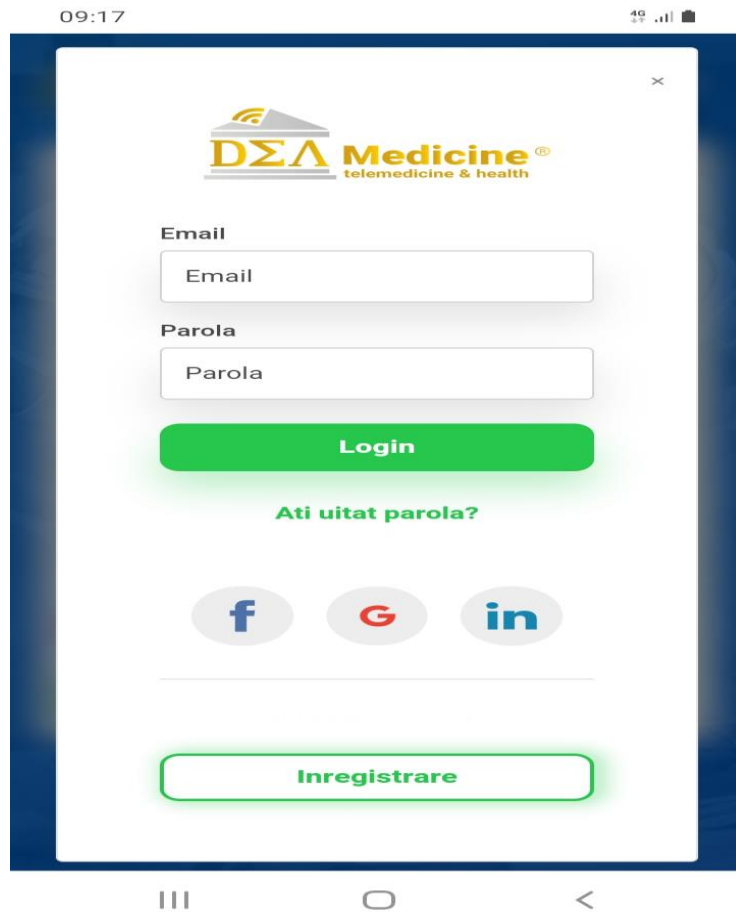 09:17
4G
×
DΣΛ Medicine ®
telemedicine & health
Email
Email
Parola
Parola
Login
Ati uitat parola?
f G in
Inregistrare